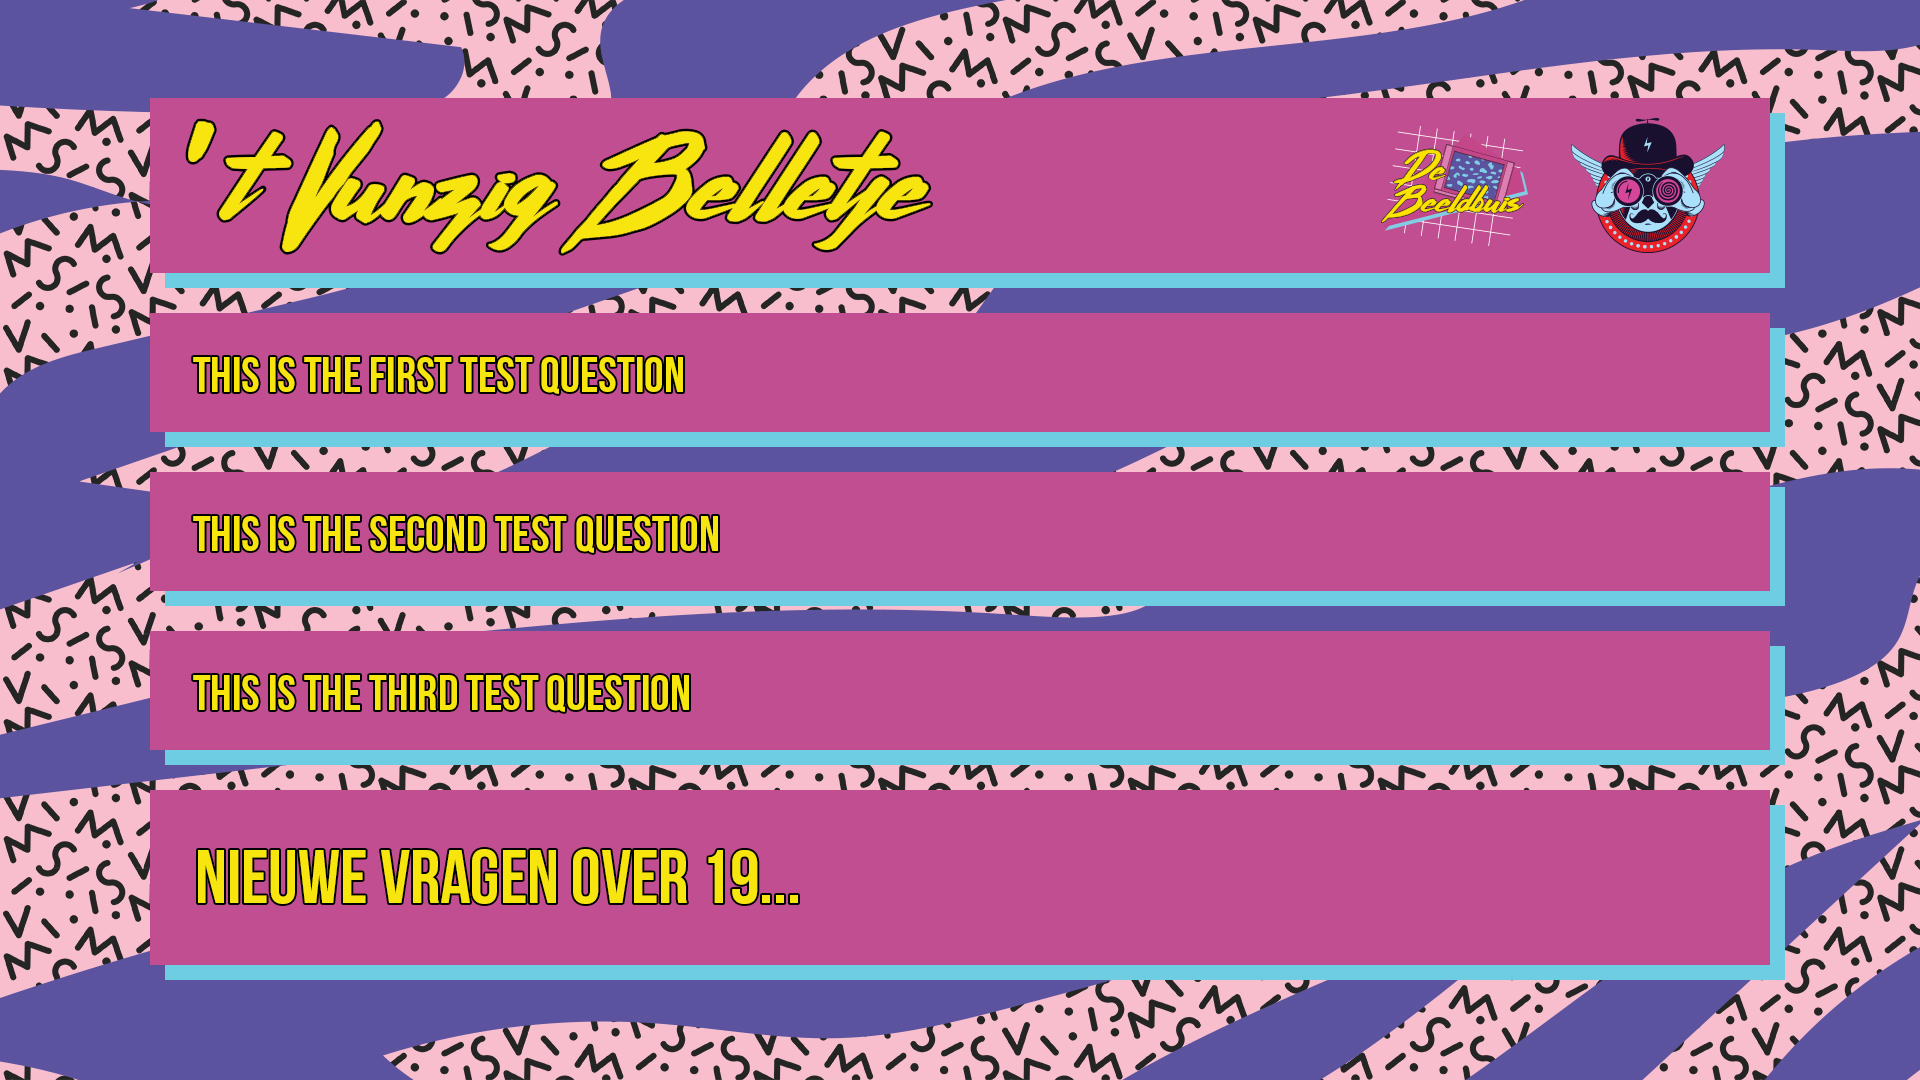 't Vunzig Belletje
De
Beeldbuis
THIS IS THE FIRST TEST QUESTION
THIS IS THE SECOND TEST QUESTION
THIS IS THE THIRD TEST QUESTION
NIEUWE VRAGEN OVER 19...